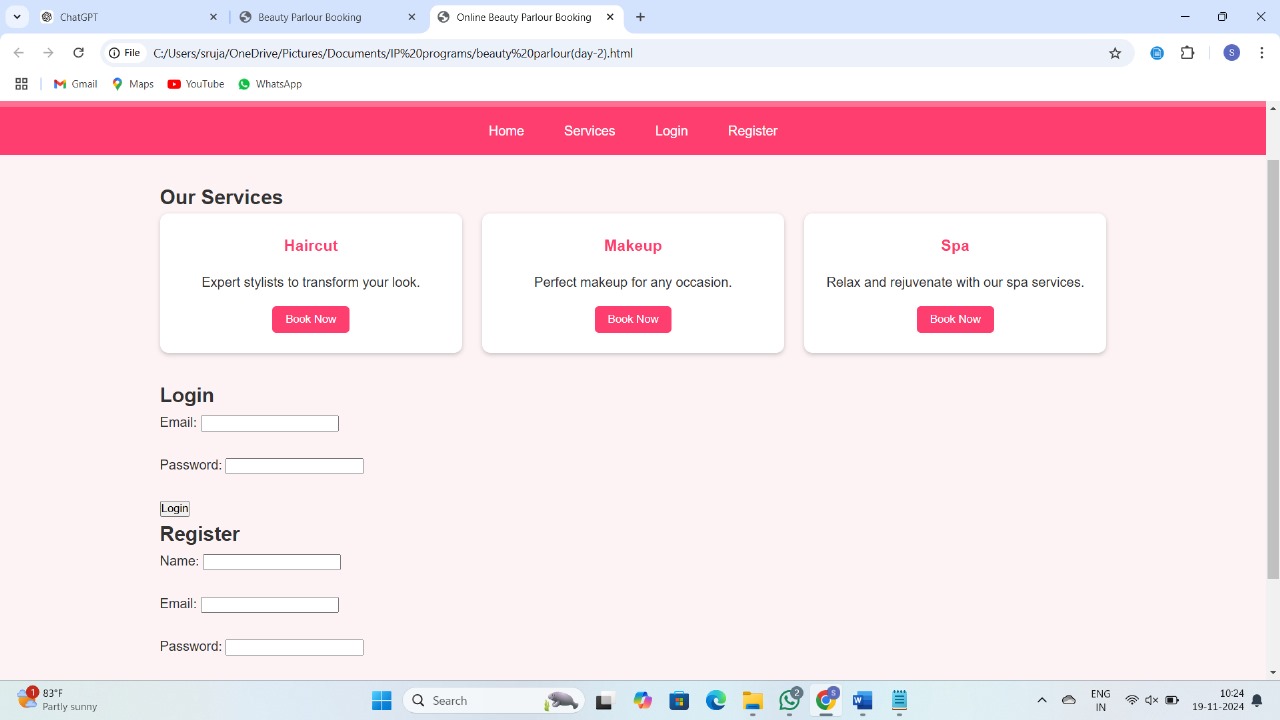 ChatGPT
Beauty Parlour Booking
Online Beauty Parlour Booking
File
C:/Users/sruja/OneDrive/Pictures/Documents/IP%20programs/beauty%20parlour(day-2).html
S
Gmail
Maps
YouTube
WhatsApp
Home
Services
Login
Register
Our Services
Haircut
Makeup
Spa
Expert stylists to transform your look.
Perfect makeup for any occasion.
Relax and rejuvenate with our spa services.
Book Now
Book Now
Book Now
Login
Email:
Password:
Login
Register
Name:
Email:
Password:
1
83°F
Partly sunny
Search
2
S
W
ENG
IN
10:24
19-11-2024